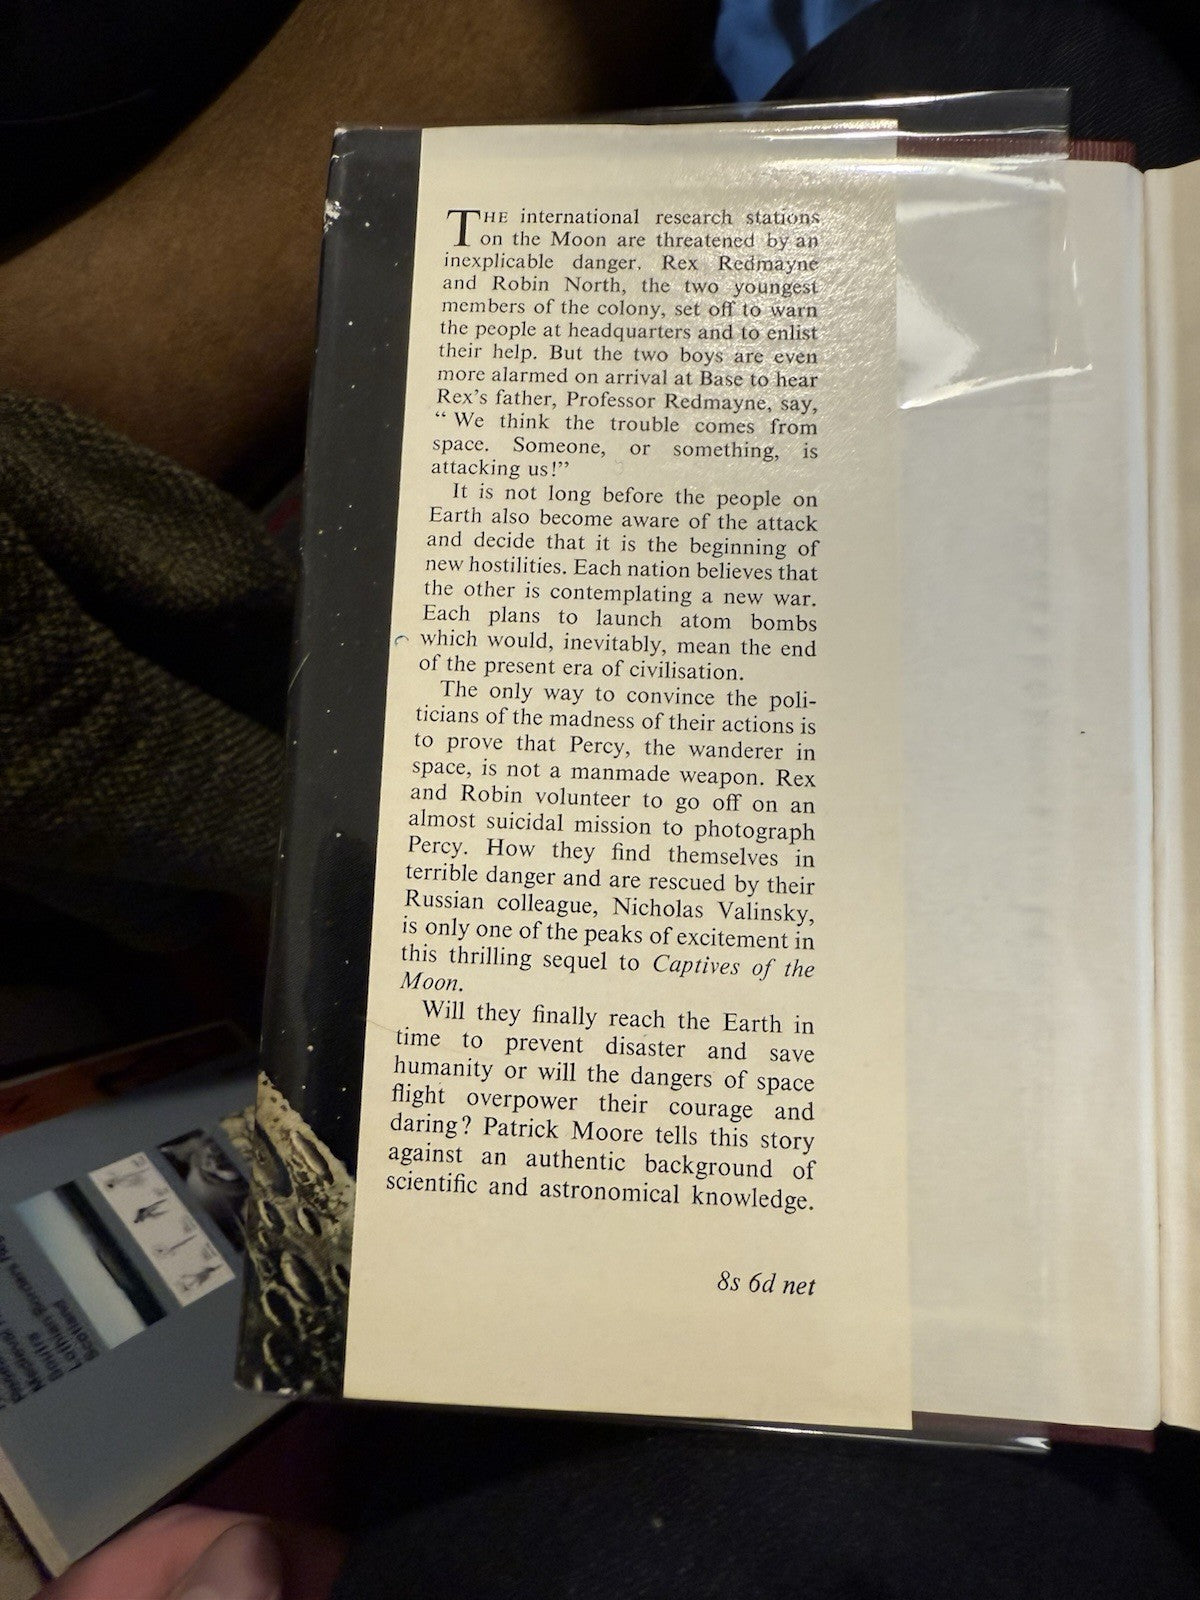 THE international research stations
on the Moon are threatened by an
inexplicable danger. Rex Redmayne
and Robin North, the two youngest
members of the colony, set off to warn
the people at headquarters and to enlist
their help. But the two boys are even
more alarmed on arrival at Base to hear
Rex's father, Professor Redmayne, say,
“ We think the trouble comes from
space. Someone, or something, is
attacking us!”
It is not long before the people on
Earth also become aware of the attack
and decide that it is the beginning of
new hostilities. Each nation believes that
the other is contemplating a new war.
Each plans to launch atom bombs
which would, inevitably, mean the end
of the present era of civilisation.
The only way to convince the poli-
ticians of the madness of their actions is
to prove that Percy, the wanderer in
space, is not a manmade weapon. Rex
and Robin volunteer to go off on an
almost suicidal mission to photograph
Percy. How they find themselves in
terrible danger and are rescued by their
Russian colleague, Nicholas Valinsky,
is only one of the peaks of excitement in
this thrilling sequel to Captives of the
Moon.
Will they finally reach the Earth in
time to prevent disaster and save
humanity or will the dangers of space
flight overpower their courage and
daring? Patrick Moore tells this story
against an authentic background of
scientific and astronomical knowledge.
8s 6d net
Scotland